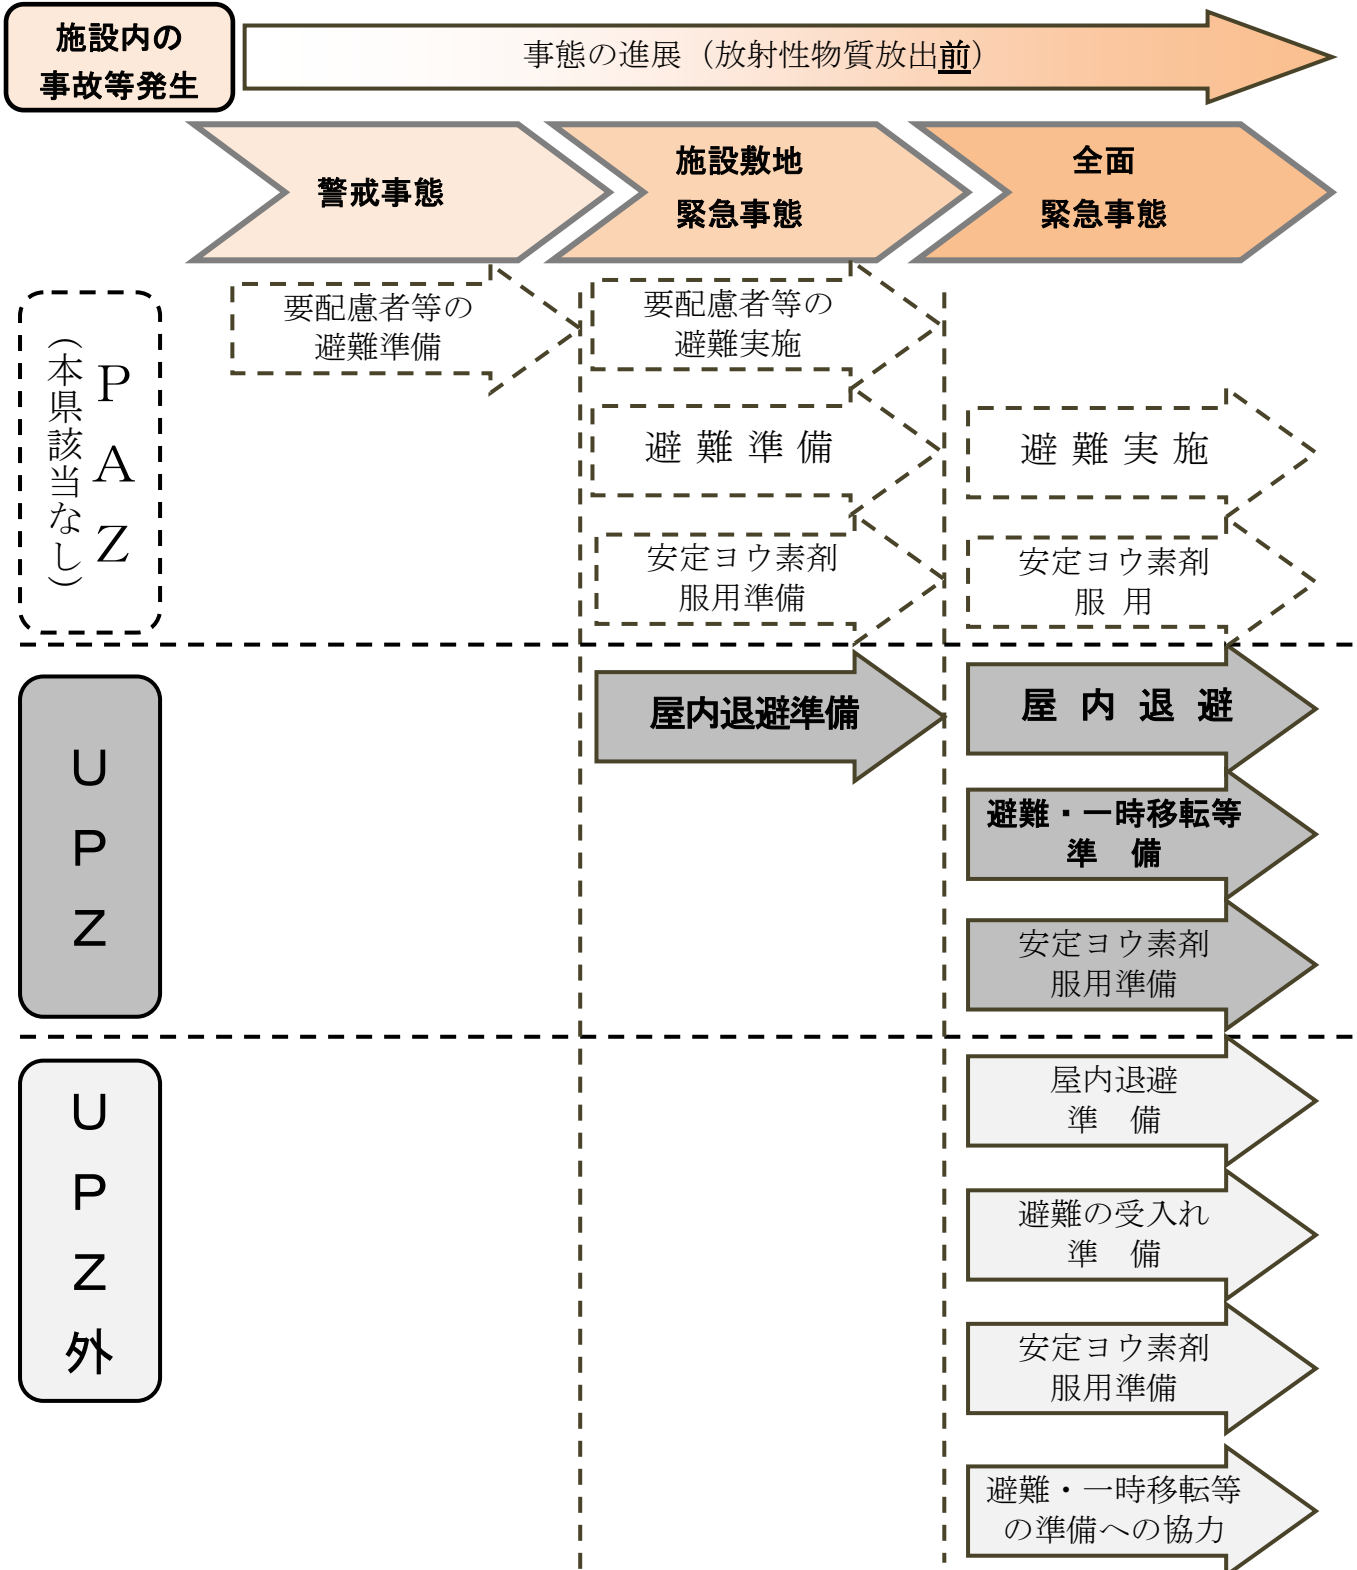 施設内の
事故等発生
事態の進展（放射性物質放出前）
警戒事態
施設敷地
緊急事態
全面
緊急事態
ＰＡＺ
（本県該当なし）
要配慮者等の
避難準備
要配慮者等の
避難実施
避難準備
避難実施
安定ヨウ素剤
服用準備
安定ヨウ素剤
服用
ＵＰＺ
屋内退避準備
屋内退避
避難・一時移転等
準　備
安定ヨウ素剤
服用準備
ＵＰＺ外
屋内退避
準　備
避難の受入れ
準　備
安定ヨウ素剤
服用準備
避難・一時移転等
の準備への協力